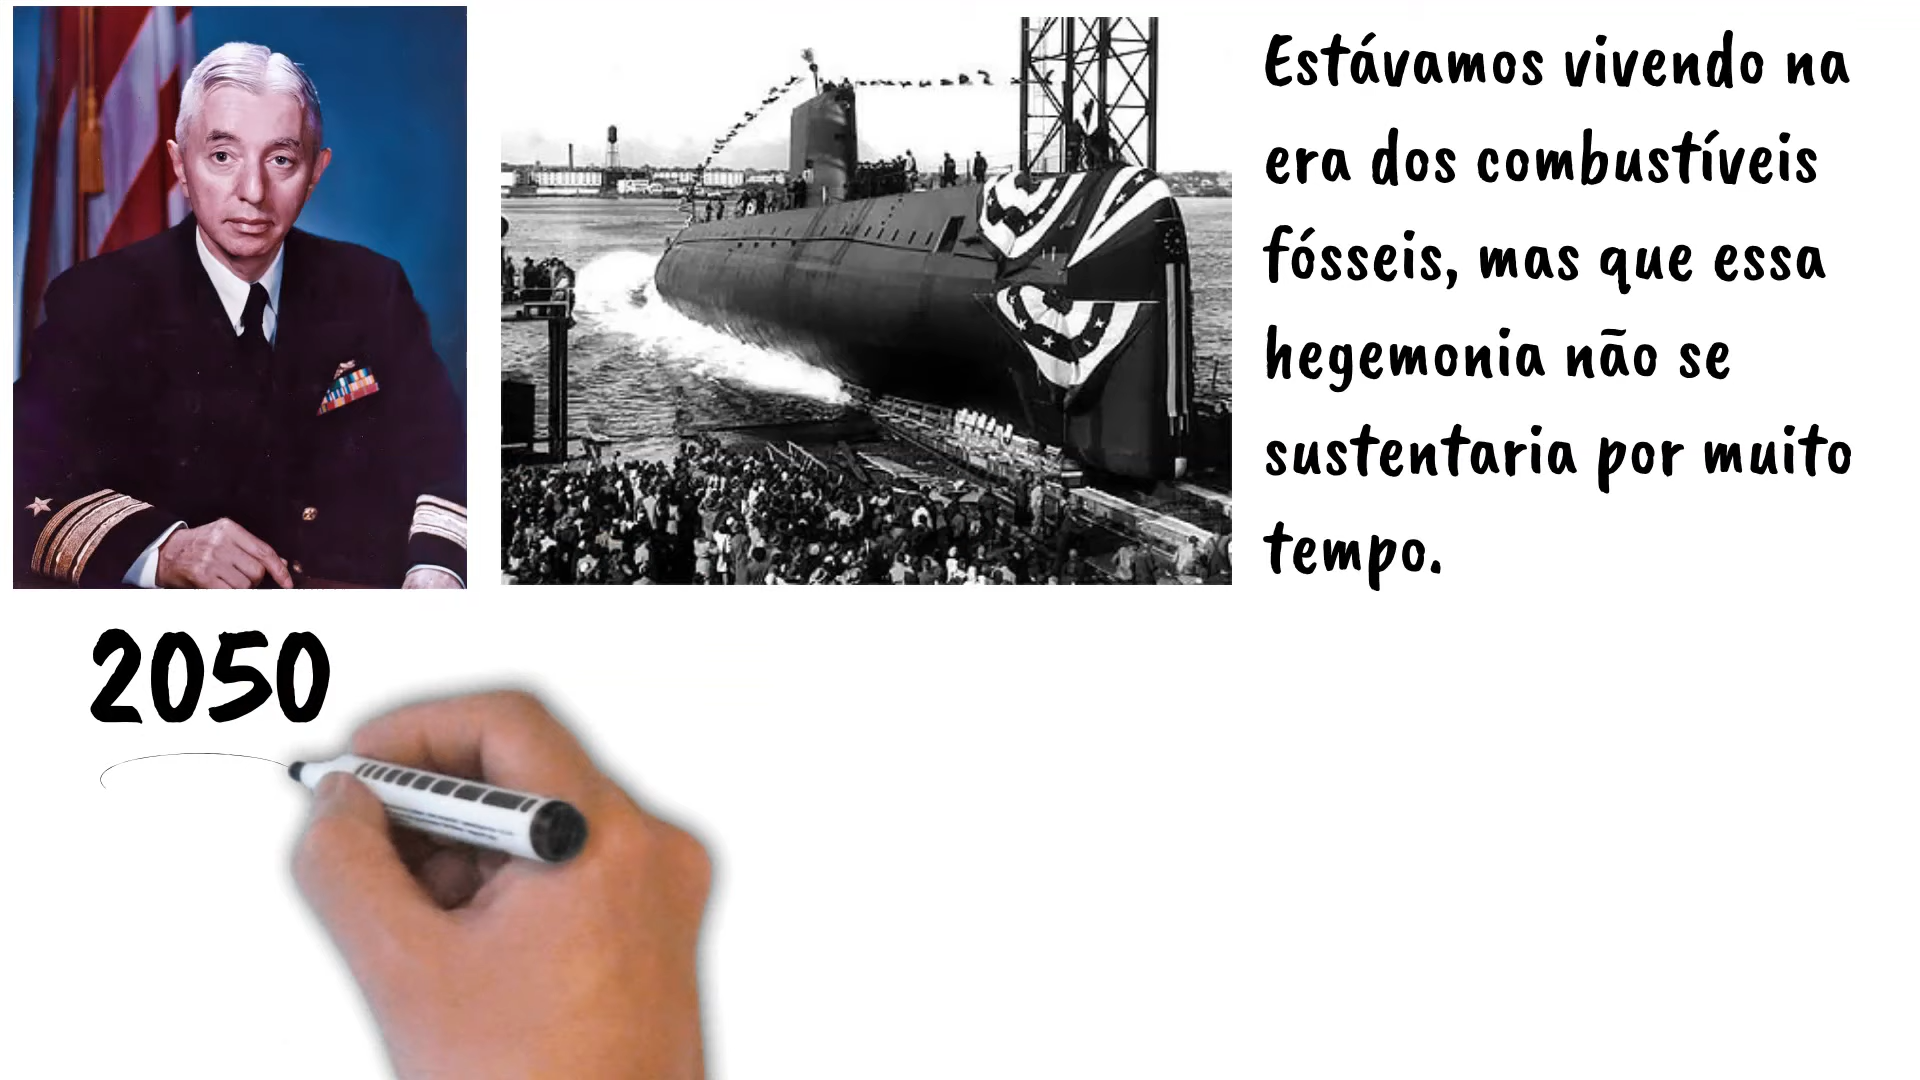 Estávamos vivendo na
era dos combustíveis
fósseis, mas que essa
hegemonia não se
sustentaria por muito
tempo.
2050